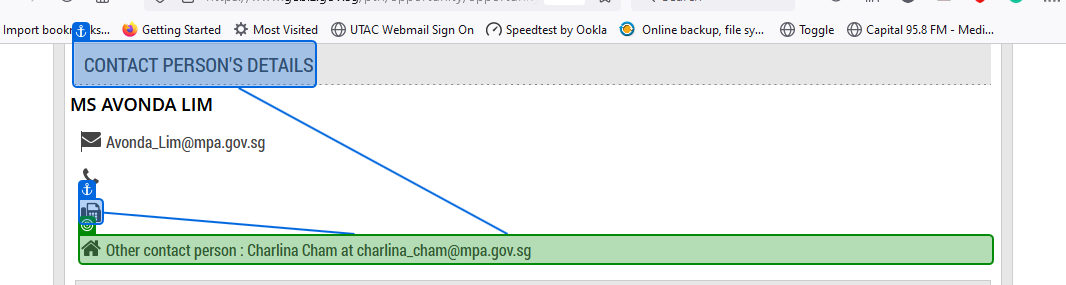 Import book ks... Getting Started Most Visited UTAC Webmail Sign On Speedtest by Ookla Online backup, file sy... Toggle Capital 95.8 FM - Medi...
CONTACT PERSON'S DETAILS
MS AVONDA LIM
Avonda_Lim@mpa.gov.sg
Other contact person : Charlina Cham at charlina_cham@mpa.gov.sg